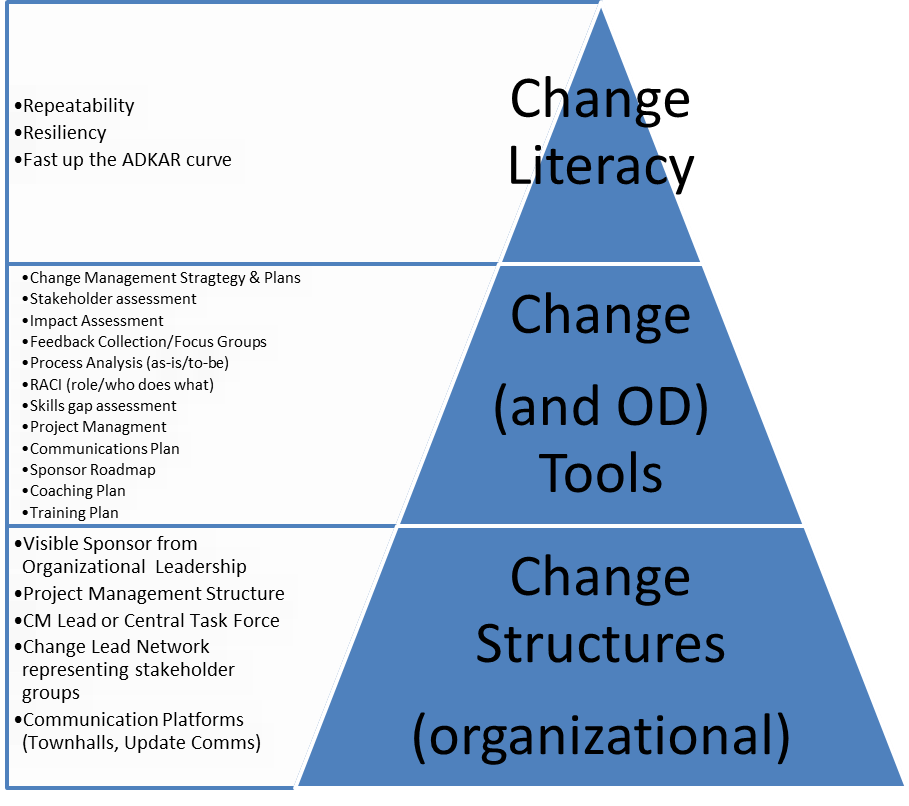 •Repeatability
•Resiliency
•Fast up the ADKAR curve
Change
Literacy
•Change Management Stragtegy & Plans
•Stakeholder assessment
•Impact Assessment
•Feedback Collection/Focus Groups
•Process Analysis (as-is/to-be)
•RACI (role/who does what)
•Skills gap assessment
•Project Managment
•Communications Plan
•Sponsor Roadmap
•Coaching Plan
•Training Plan
Change
(and OD)
Tools
•Visible Sponsor from
Organizational Leadership
•Project Management Structure
•CM Lead or Central Task Force
•Change Lead Network
representing stakeholder
groups
•Communication Platforms
(Townhalls, Update Comms)
Change
Structures
(organizational)